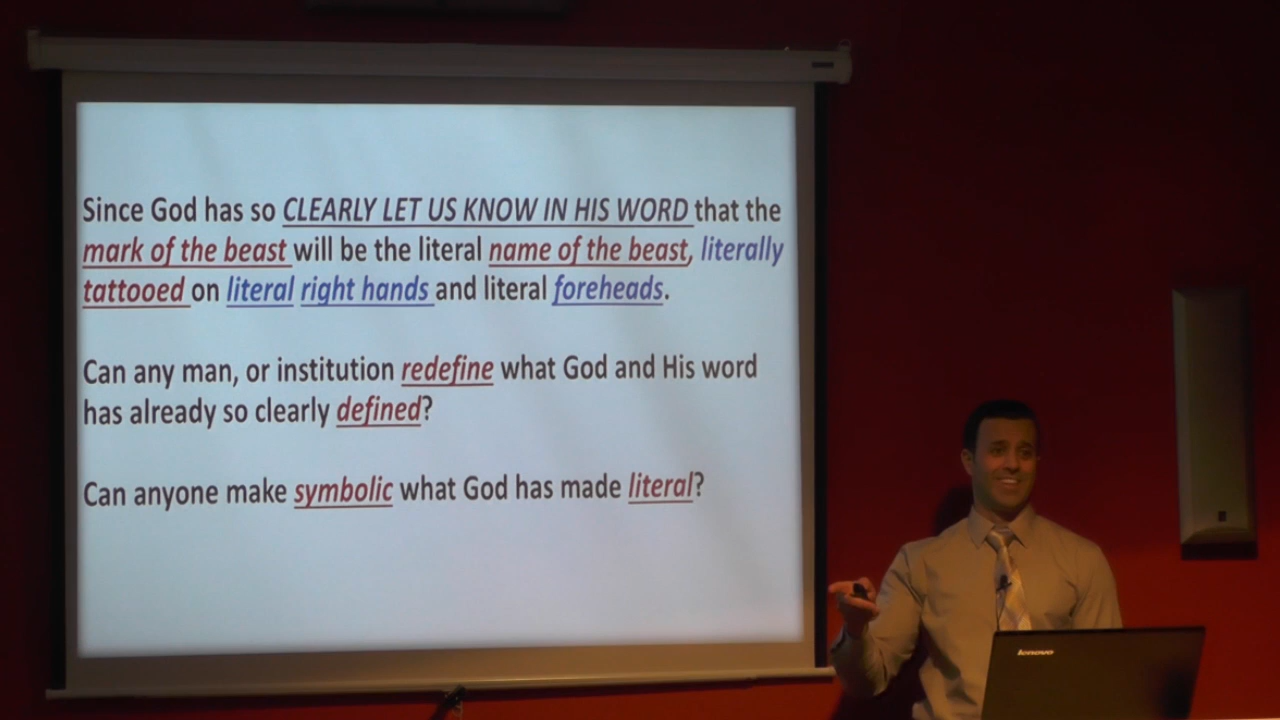 Since God has so CLEARLY LET US KNOW IN HIS WORD that the
mark of the beast will be the literal name of the beast, literally
tattooed on literal right hands and literal foreheads.
Can any man, or institution redefine what God and His word
has already so clearly defined?
Can anyone make symbolic what God has made literal?
lenovo